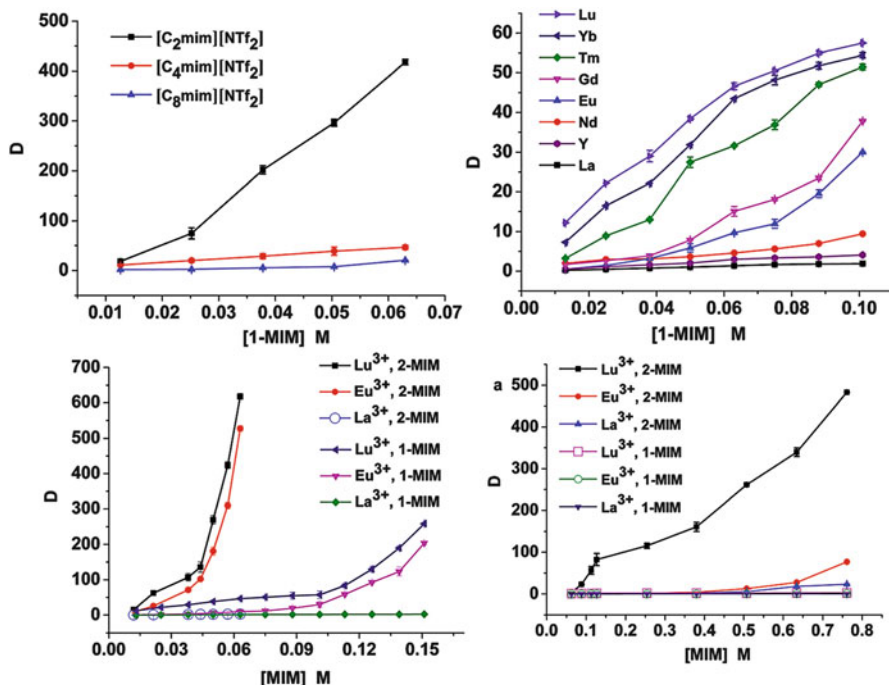 [C2mim][NTf2]
[C4mim][NTf2]
[C8mim][NTf2]
500
400
300
200
100
0
D
0.01 0.02 0.03 0.04 0.05 0.06 0.07
[1-MIM] M
Lu
Yb
Tm
Gd
Eu
Nd
Y
La
60
50
40
30
20
10
0
D
0.00 0.02 0.04 0.06 0.08 0.10
[1-MIM] M
Lu3+, 2-MIM
Eu3+, 2-MIM
La3+, 2-MIM
Lu3+, 1-MIM
Eu3+, 1-MIM
La3+, 1-MIM
700
600
500
400
300
200
100
0
D
0.00 0.03 0.06 0.09 0.12 0.15
[MIM] M
a
Lu3+, 2-MIM
Eu3+, 2-MIM
La3+, 2-MIM
Lu3+, 1-MIM
Eu3+, 1-MIM
La3+, 1-MIM
500
400
300
200
100
0
D
0.0 0.1 0.2 0.3 0.4 0.5 0.6 0.7 0.8
[MIM] M